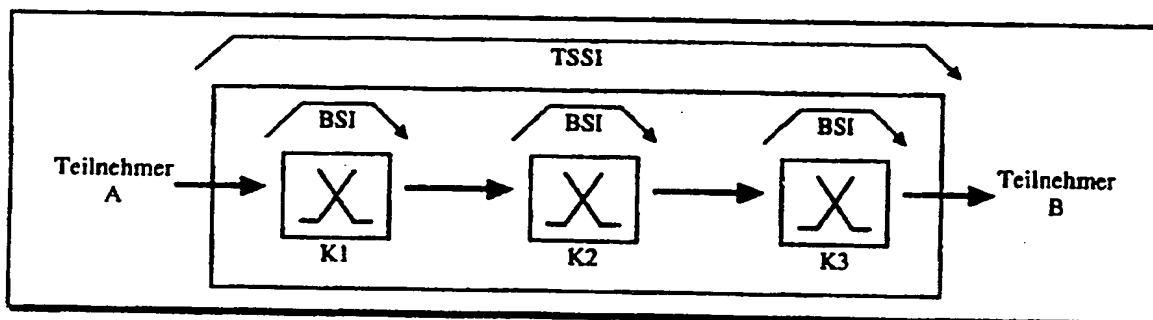 TSSI
BSI
BSI
BSI
Teilnehmer
A
Teilnehmer
B
K1
K2
K3